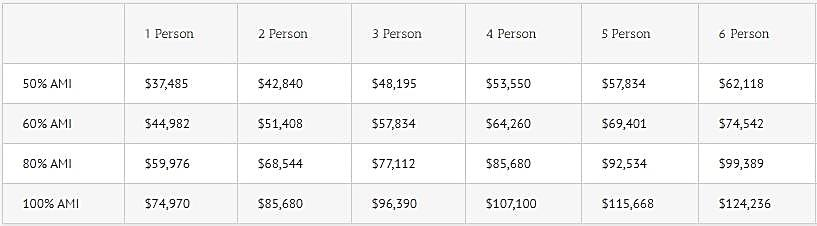 1 Person 2 Person 3 Person 4 Person 5 Person 6 Person
50% AMI $37,485 $42,840 $48,195 $53,550 $57,834 $62,118
60% AMI $44,982 $51,408 $57,834 $64,260 $69,401 $74,542
80% AMI $59,976 $68,544 $77,112 $85,680 $92,534 $99,389
100% AMI $74,970 $85,680 $96,390 $107,100 $115,668 $124,236